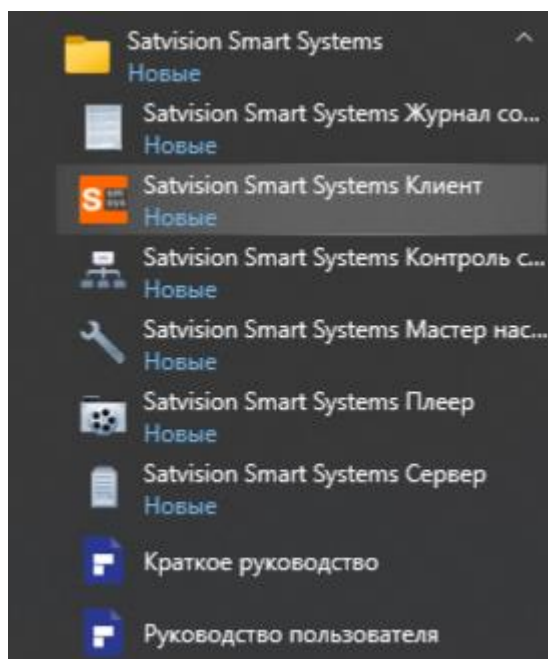 Satvision Smart Systems
Новые
Satvision Smart Systems Журнал со...
Новые
Satvision Smart Systems Клиент
Новые
Satvision Smart Systems Контроль с...
Новые
Satvision Smart Systems Мастер нас...
Новые
Satvision Smart Systems Плеер
Новые
Satvision Smart Systems Сервер
Новые
Краткое руководство
Руководство пользователя